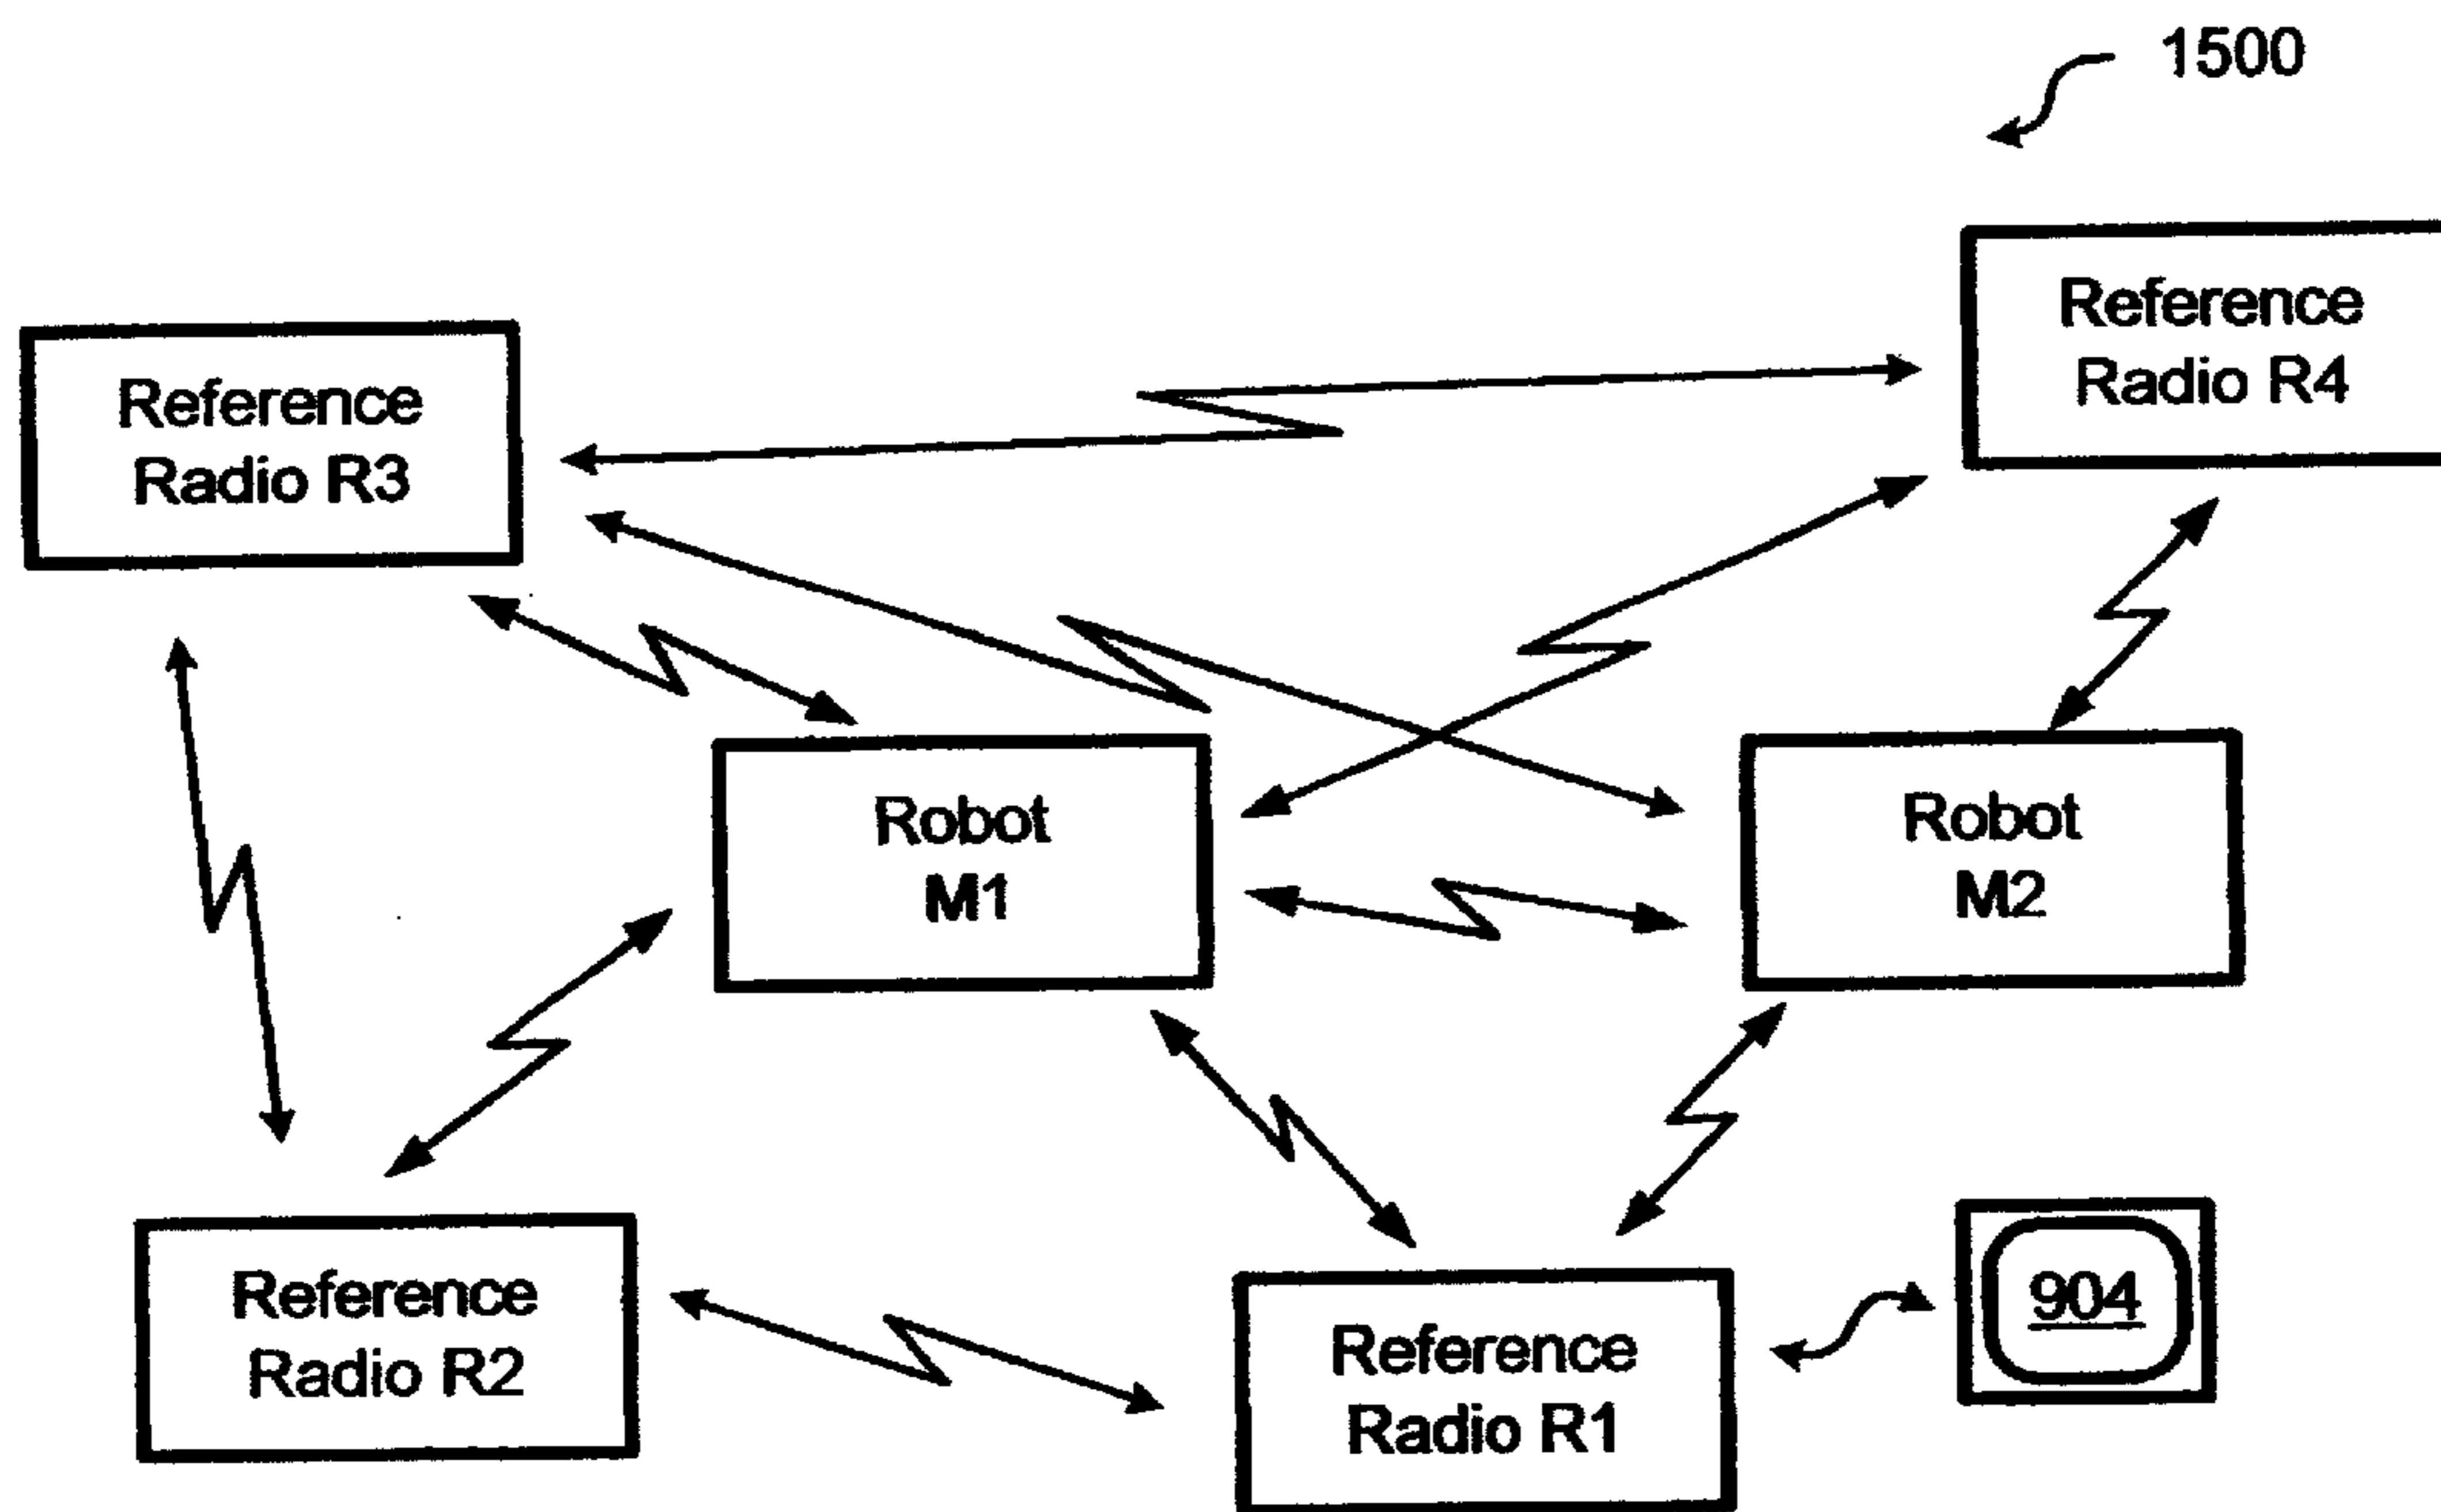 1500
Reference
Radio R4
Reference
Radio R3
Robot
M1
Robot
M2
Reference
Radio R2
Reference
Radio R1
904